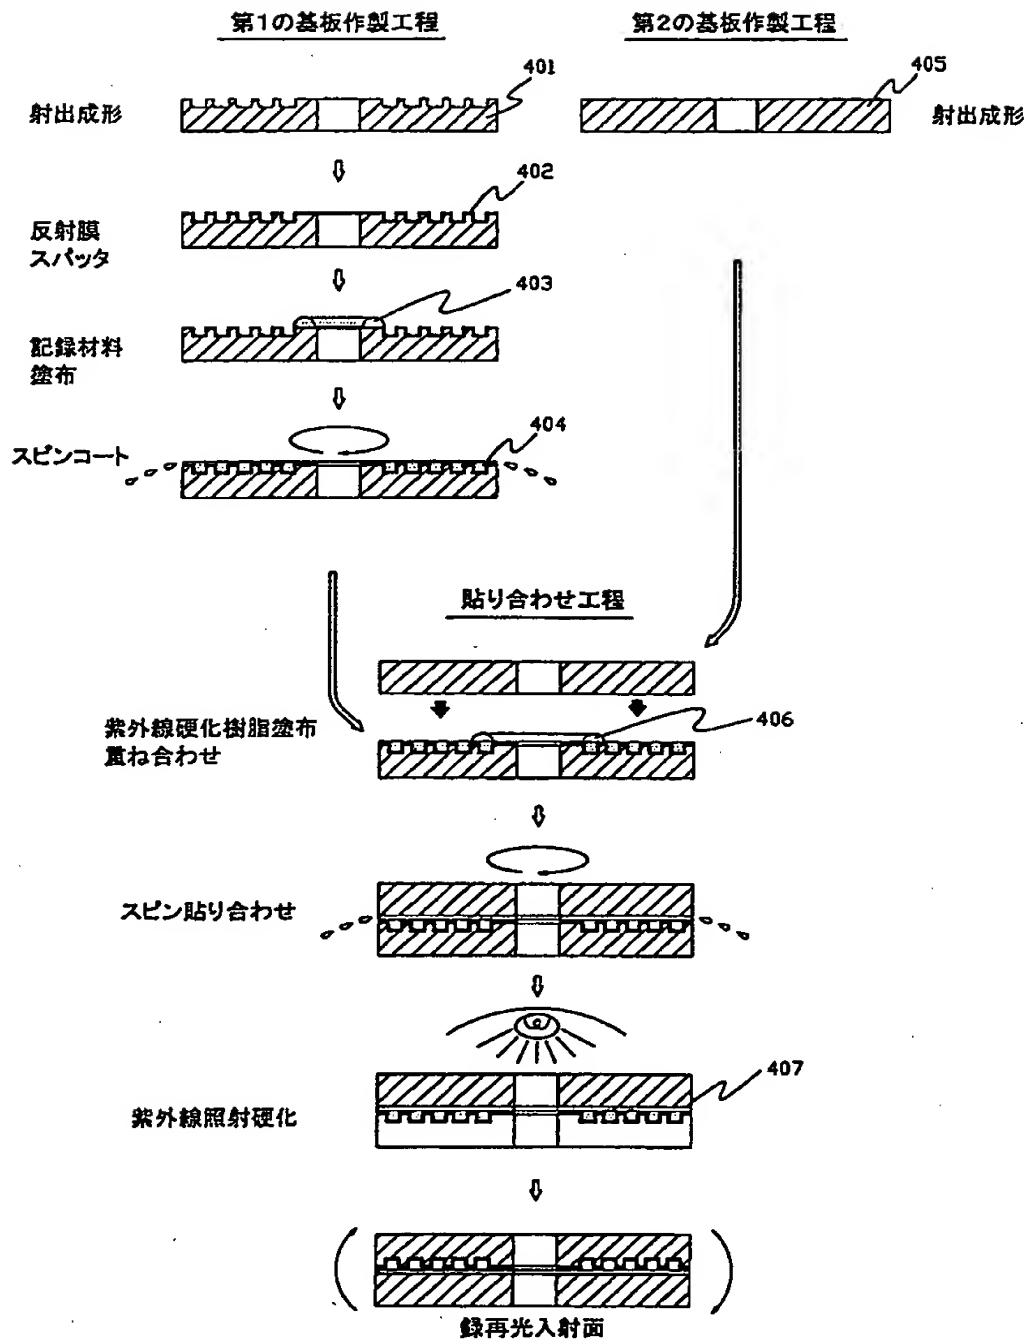 第1の基板作製工程
第2の基板作製工程
401
405
射出成形
射出成形
402
反射膜
スパッタ
403
記録材料
塗布
404
スピンコート
貼り合わせ工程
紫外線硬化樹脂塗布
重ね合わせ
406
スピン貼り合わせ
407
紫外線照射硬化
録再光入射面